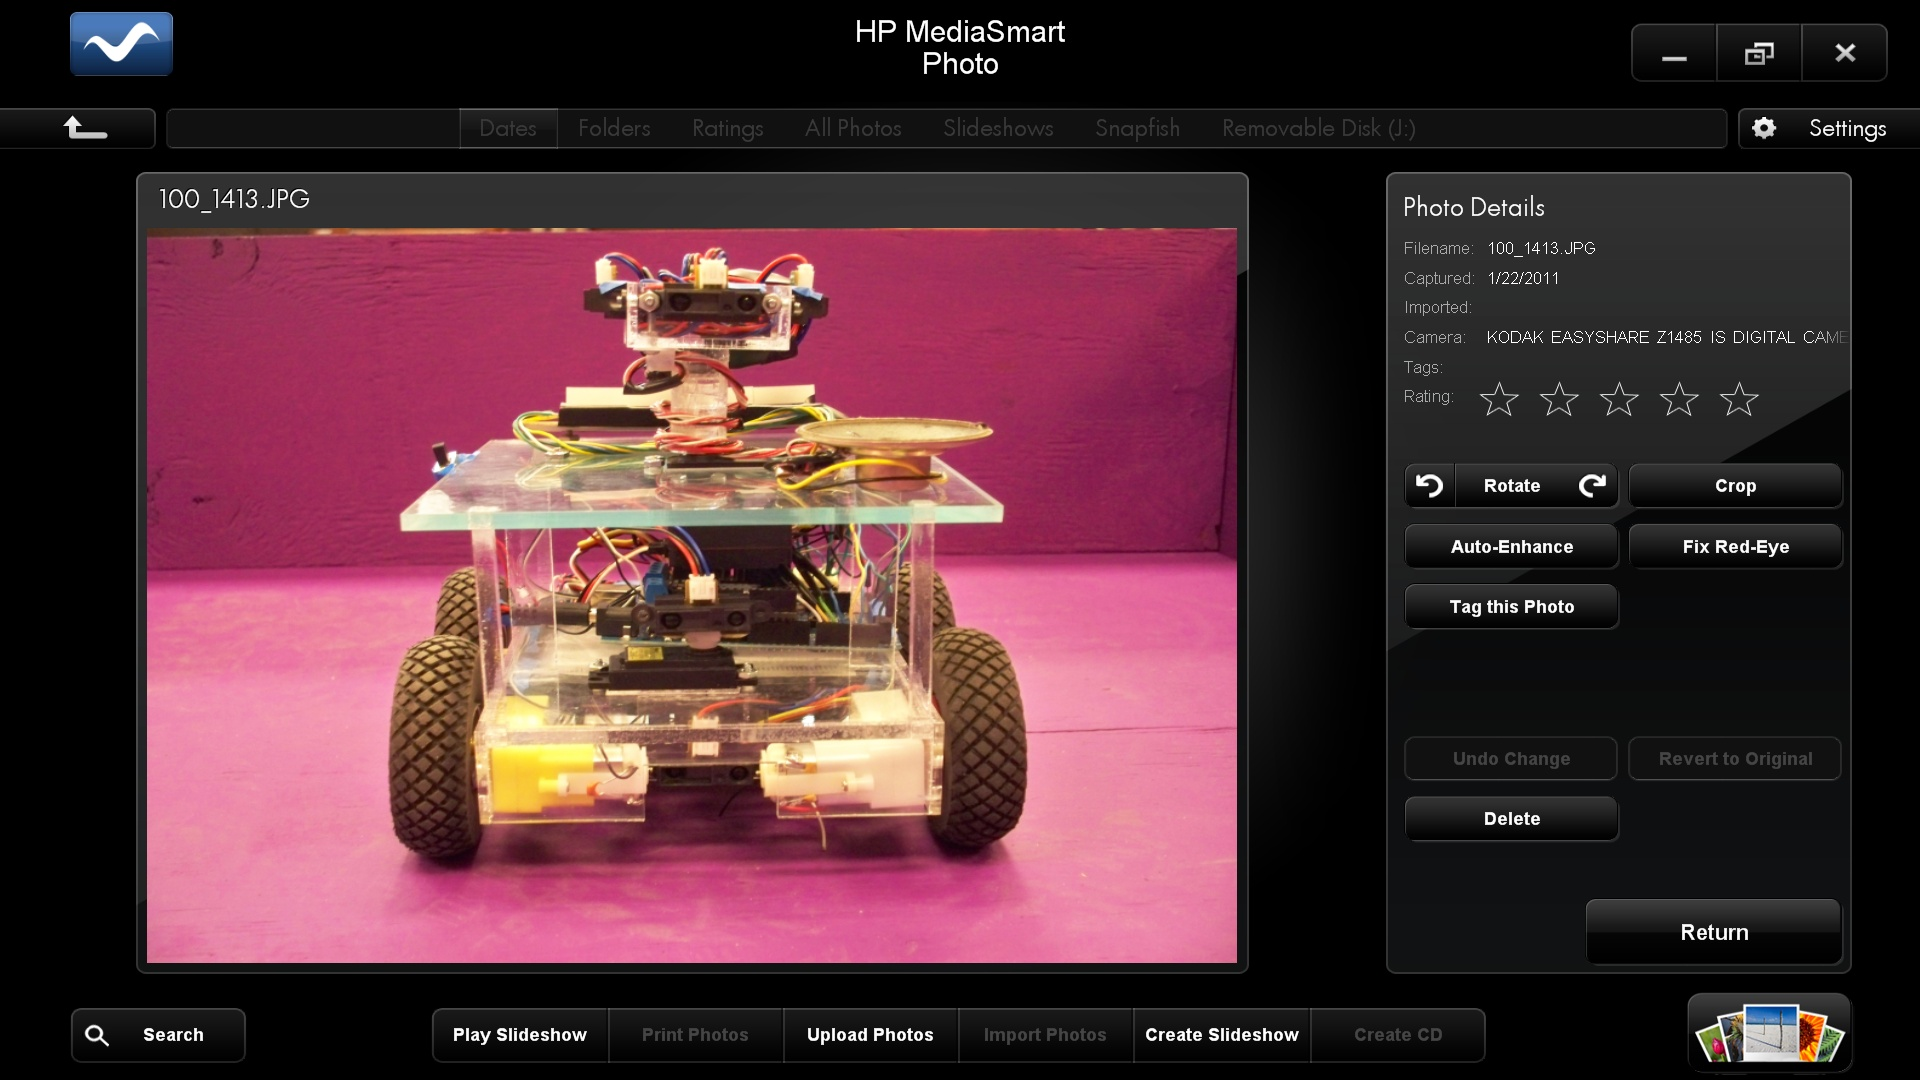 HP MediaSmart
Photo
Dates Folders Ratings All Photos Slideshows Snapfish Removable Disk (J:)
Settings
100_1413.JPG
Photo Details
Filename: 100_1413.JPG
Captured: 1/22/2011
Imported:
Camera: KODAK EASYSHARE Z1485 IS DIGITAL CAME
Tags:
Rating:
Rotate
Crop
Auto-Enhance
Fix Red-Eye
Tag this Photo
Undo Change
Revert to Original
Delete
Return
Search
Play Slideshow
Print Photos
Upload Photos
Import Photos
Create Slideshow
Create CD